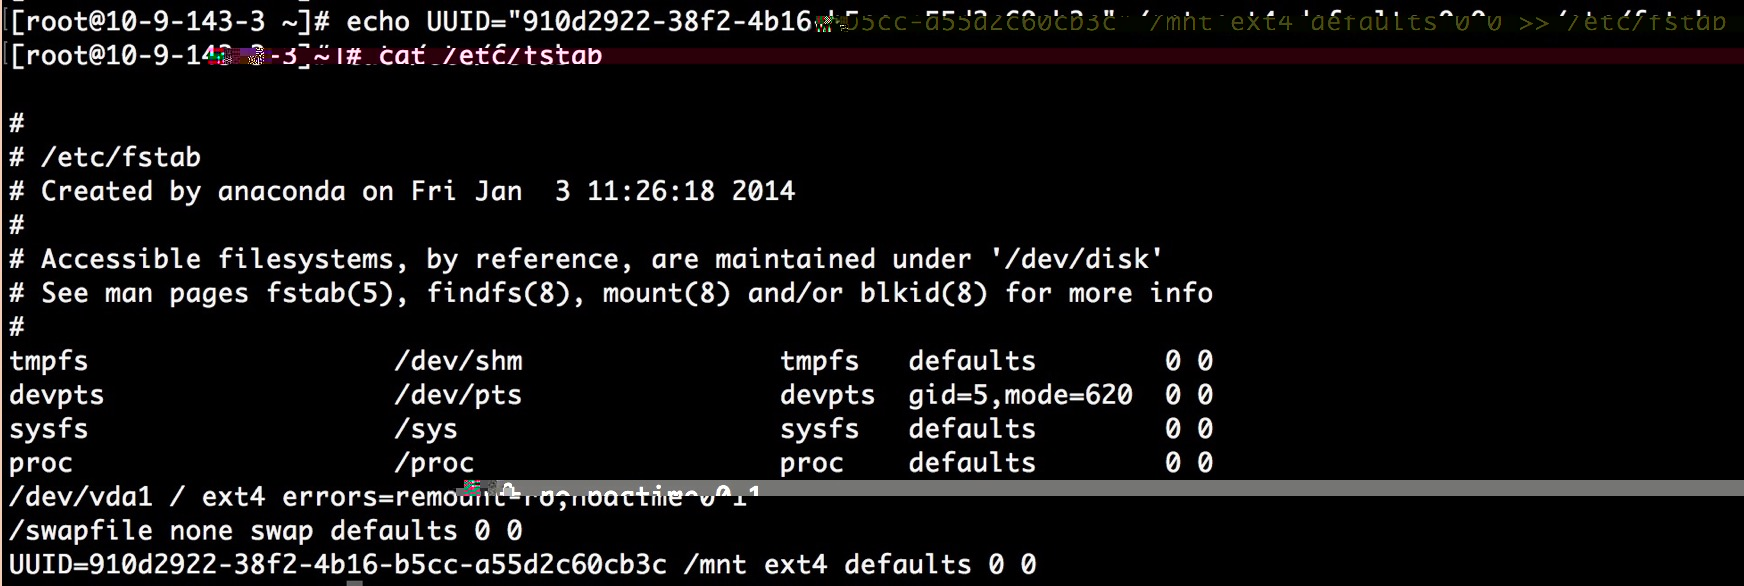 [root@10-9-143-3 ~]# echo UUID="910d2922-38f2-4b16-b5cc-a55d2c60cb3c" /mnt ext4 defaults 0 0 >> /etc/fstab
[root@10-9-143-3 ~]# cat /etc/fstab
#
# /etc/fstab
# Created by anaconda on Fri Jan  3 11:26:18 2014
#
# Accessible filesystems, by reference, are maintained under '/dev/disk'
# See man pages fstab(5), findfs(8), mount(8) and/or blkid(8) for more info
#
tmpfs                   /dev/shm                tmpfs   defaults        0 0
devpts                  /dev/pts                devpts  gid=5,mode=620  0 0
sysfs                   /sys                    sysfs   defaults        0 0
proc                    /proc                   proc    defaults        0 0
/dev/vda1 / ext4 errors=remount-ro,noatime 0 1
/swapfile none swap defaults 0 0
UUID=910d2922-38f2-4b16-b5cc-a55d2c60cb3c /mnt ext4 defaults 0 0